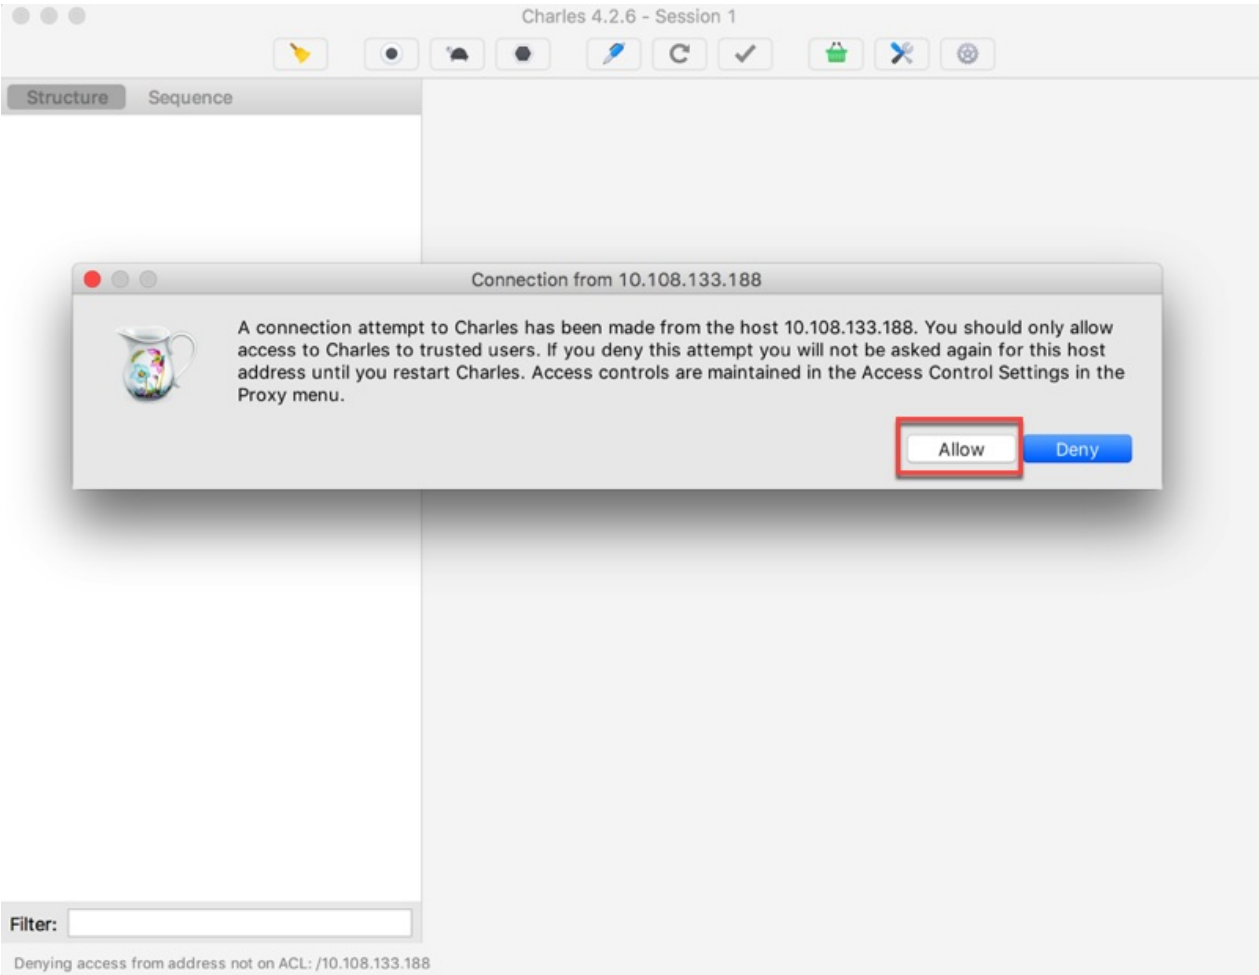 Charles 4.2.6 - Session 1
Structure Sequence
Connection from 10.108.133.188
A connection attempt to Charles has been made from the host 10.108.133.188. You should only allow
access to Charles to trusted users. If you deny this attempt you will not be asked again for this host
address until you restart Charles. Access controls are maintained in the Access Control Settings in the
Proxy menu.
Allow Deny
Filter:
Denying access from address not on ACL: /10.108.133.188